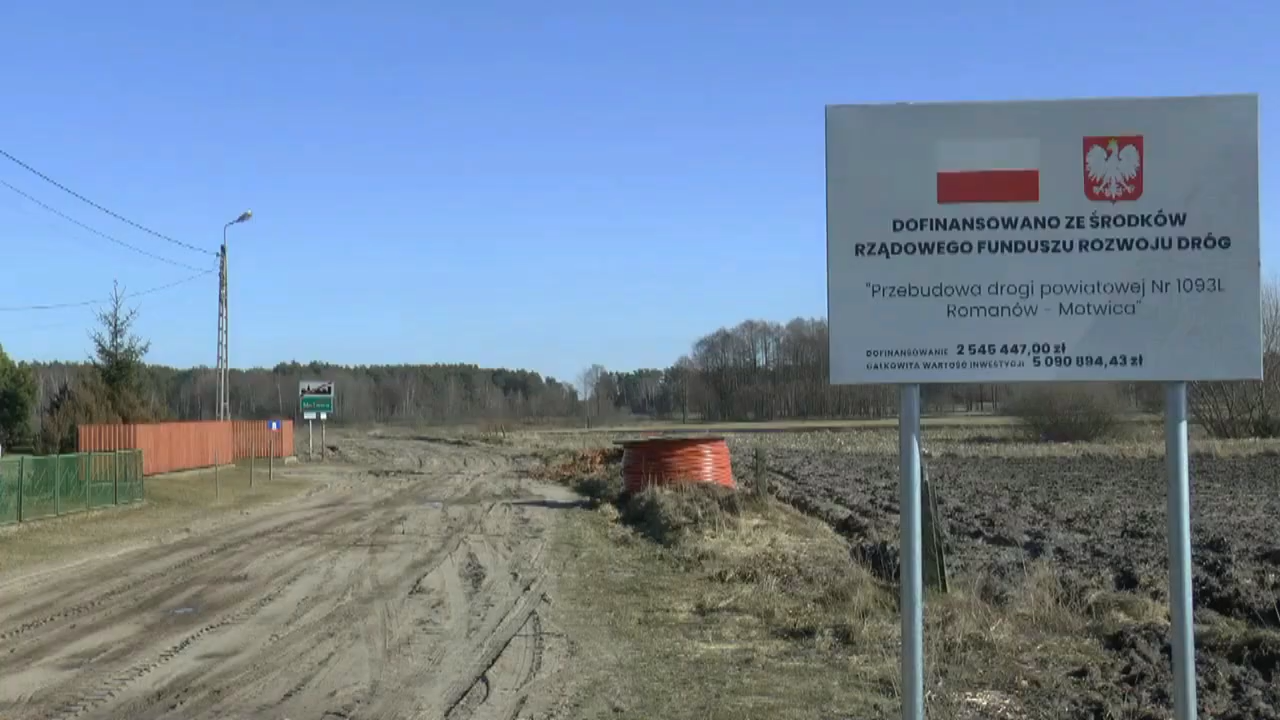 DOFINANSOWANO ZE ŚRODKÓW
RZĄDOWEGO FUNDUSZU ROZWOJU DRÓG
"Przebudowa drogi powiatowej Nr 1093L
Romanów - Motwica"
DOFINANSOWANIE 2 545 447,00 zł
CAŁKOWITA WARTOŚĆ INWESTYCJI 5 090 894,43 zł
Motwica